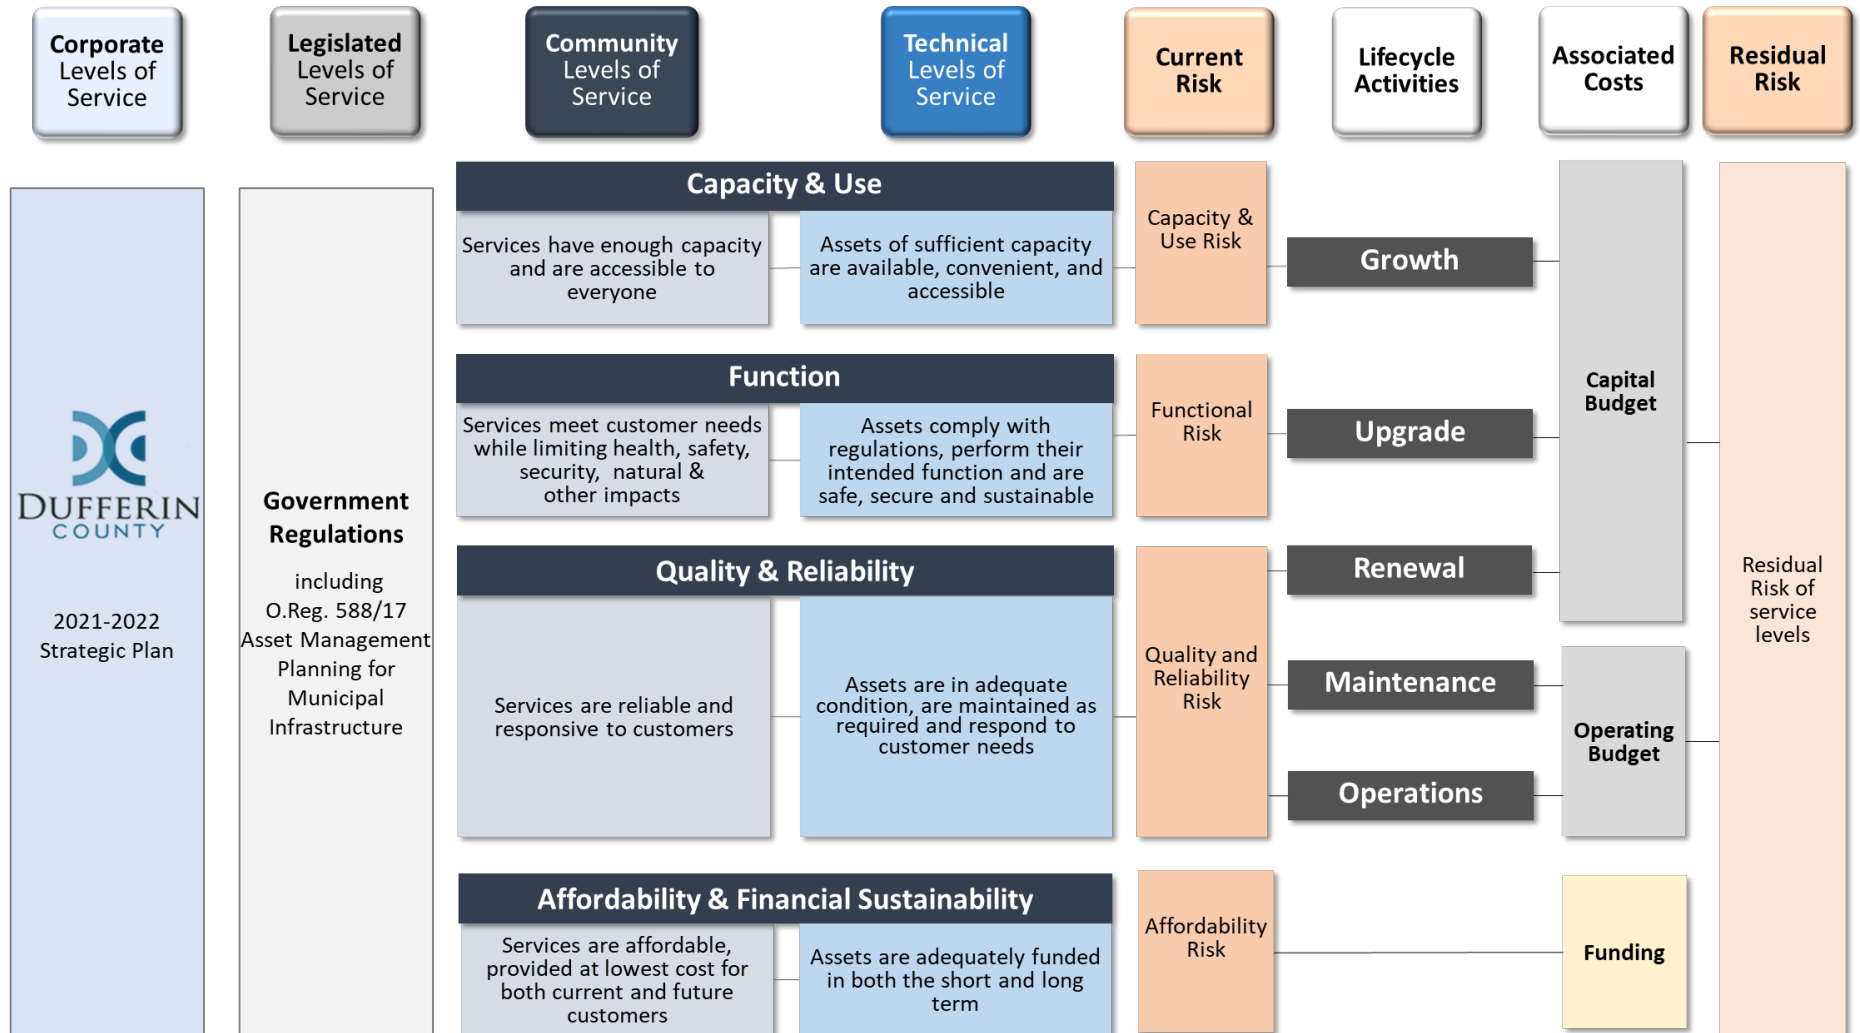 Corporate
Levels of
Service
Legislated
Levels of
Service
Community
Levels of
Service
Technical
Levels of
Service
Current
Risk
Lifecycle
Activities
Associated
Costs
Residual
Risk
DUFFERIN
COUNTY
2021-2022
Strategic Plan
Government
Regulations
including
O.Reg. 588/17
Asset Management
Planning for
Municipal
Infrastructure
Capacity & Use
Services have enough capacity
and are accessible to
everyone
Assets of sufficient capacity
are available, convenient, and
accessible
Capacity &
Use Risk
Growth
Function
Services meet customer needs
while limiting health, safety,
security, natural &
other impacts
Assets comply with
regulations, perform their
intended function and are
safe, secure and sustainable
Functional
Risk
Upgrade
Capital
Budget
Quality & Reliability
Services are reliable and
responsive to customers
Assets are in adequate
condition, are maintained as
required and respond to
customer needs
Quality and
Reliability
Risk
Renewal
Maintenance
Operations
Operating
Budget
Residual
Risk of
service
levels
Affordability & Financial Sustainability
Services are affordable,
provided at lowest cost for
both current and future
customers
Assets are adequately funded
in both the short and long
term
Affordability
Risk
Funding